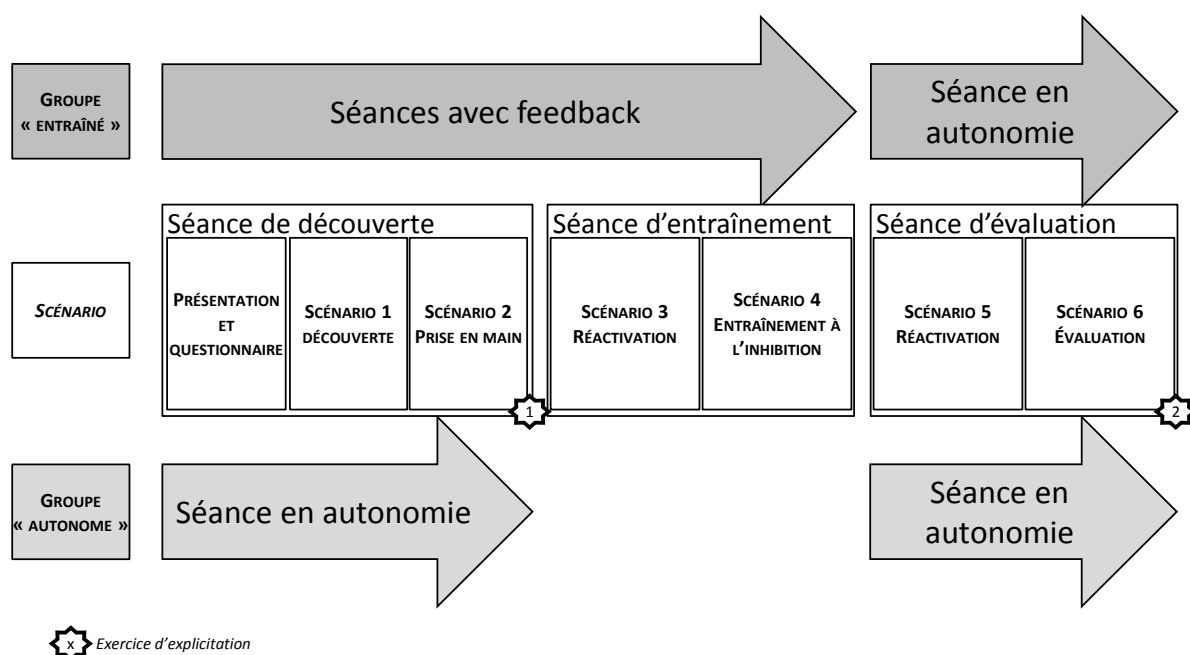 GROUPE
« ENTRAÎNÉ »
Séances avec feedback
Séance en
autonomie
SCÉNARIO
Séance de découverte
PRÉSENTATION
ET
QUESTIONNAIRE
SCÉNARIO 1
DÉCOUVERTE
SCÉNARIO 2
PRISE EN MAIN
1
Séance d’entraînement
SCÉNARIO 3
RÉACTIVATION
SCÉNARIO 4
ENTRAÎNEMENT À
L’INHIBITION
Séance d’évaluation
SCÉNARIO 5
RÉACTIVATION
SCÉNARIO 6
ÉVALUATION
2
GROUPE
« AUTONOME »
Séance en autonomie
Séance en
autonomie
x Exercice d’explicitation